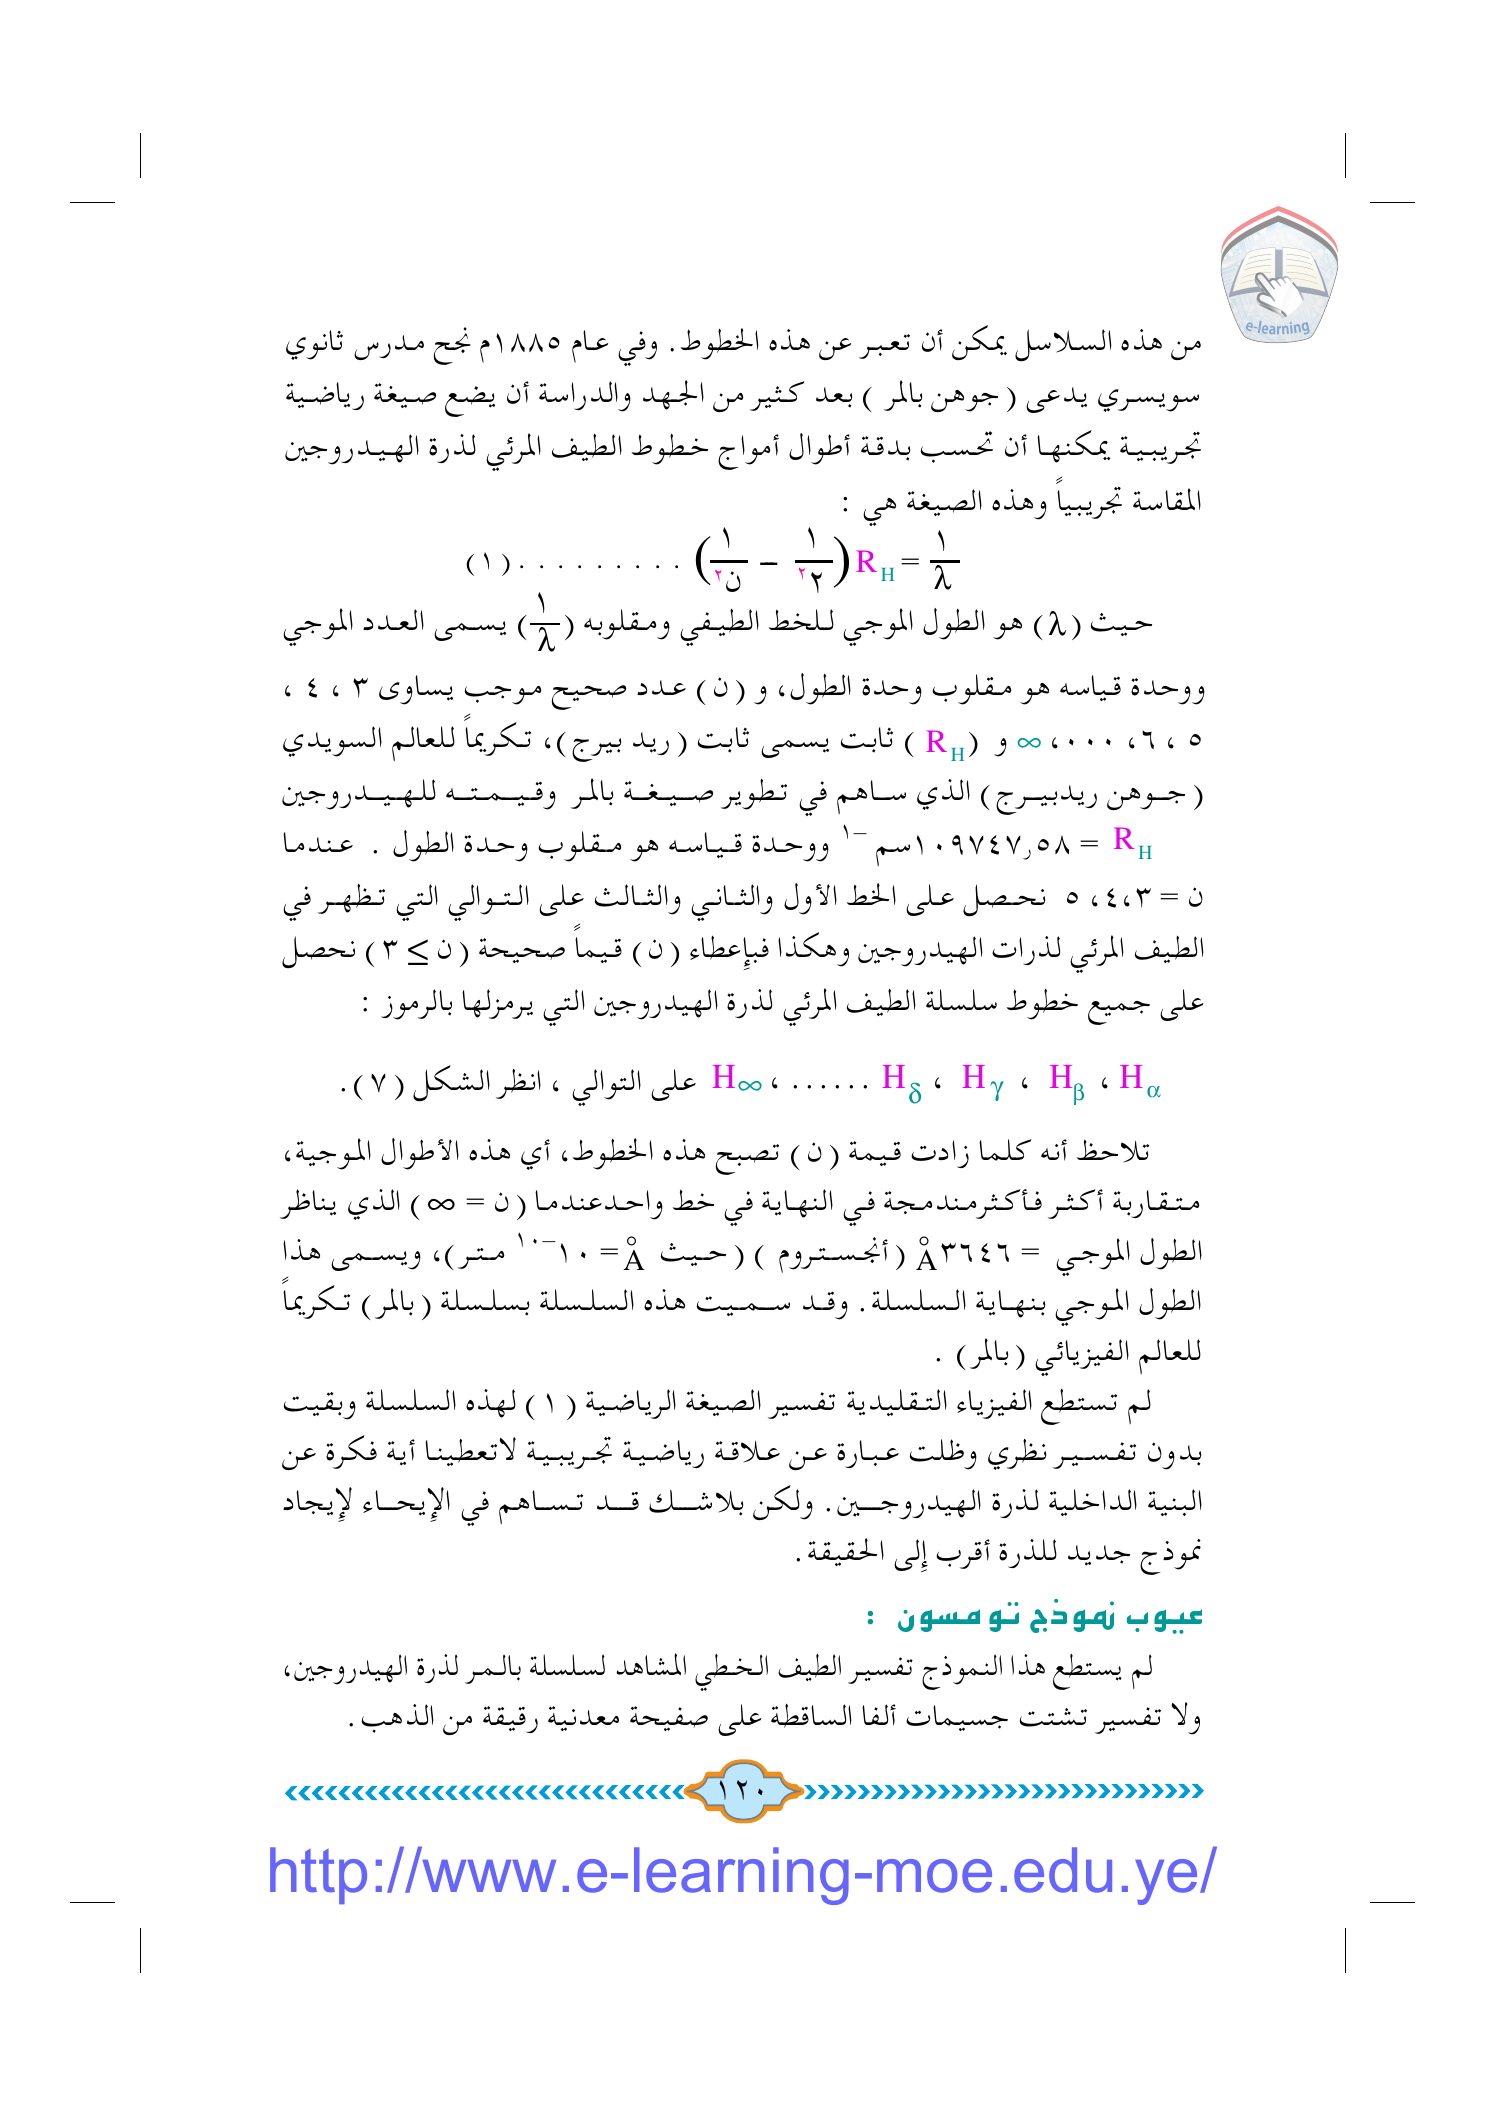 e-learning
من هذه السلاسل يمكن أن تعبر عن هذه الخطوط. وفي عام ١٨٨٥م نجح مدرس ثانوي
سويسري يدعى ( جوهن بالمر ) بعد كثير من الجهد والدراسة أن يضع صيغة رياضية
تجريبية يمكنها أن تحسب بدقة أطوال أمواج خطوط الطيف المرئي لذرة الهيدروجين
المقاسة تجريبياً وهذه الصيغة هي :
١/λ = R_H (١/٢^٢ − ١/ن^٢) . . . . . . . . . (١)
حيث (λ) هو الطول الموجي للخط الطيفي ومقلوبه (١/λ) يسمى العدد الموجي
ووحدة قياسه هو مقلوب وحدة الطول، و (ن) عدد صحيح موجب يساوى ٣ ، ٤ ،
٥ ، ٦، ٠٠٠، ∞ و (R_H) ثابت يسمى ثابت (ريد بيرج)، تكريماً للعالم السويدي
(جوهن ريدبيرج) الذي ساهم في تطوير صيغة بالمر وقيمته للهيدروجين
R_H = ١٠٩٧٤٧٫٥٨سم^−١ ووحدة قياسه هو مقلوب وحدة الطول . عندما
ن = ٣،٤، ٥ نحصل على الخط الأول والثاني والثالث على التوالي التي تظهر في
الطيف المرئي لذرات الهيدروجين وهكذا فبإعطاء (ن) قيماً صحيحة (ن ≥ ٣) نحصل
على جميع خطوط سلسلة الطيف المرئي لذرة الهيدروجين التي يرمزلها بالرموز :
H_α ، H_β ، H_γ ، H_δ ...... ، H_∞ على التوالي ، انظر الشكل (٧).
تلاحظ أنه كلما زادت قيمة (ن) تصبح هذه الخطوط، أي هذه الأطوال الموجية،
متقاربة أكثر فأكثرمندمجة في النهاية في خط واحدعندما (ن = ∞) الذي يناظر
الطول الموجي = ٣٦٤٦Å (أنجستروم ) (حيث Å= ١٠^−١٠ متر)، ويسمى هذا
الطول الموجي بنهاية السلسلة. وقد سميت هذه السلسلة بسلسلة (بالمر) تكريماً
للعالم الفيزيائي (بالمر) .
لم تستطع الفيزياء التقليدية تفسير الصيغة الرياضية (١) لهذه السلسلة وبقيت
بدون تفسير نظري وظلت عبارة عن علاقة رياضية تجريبية لاتعطينا أية فكرة عن
البنية الداخلية لذرة الهيدروجين. ولكن بلاشك قد تساهم في الإيحاء لإيجاد
نموذج جديد للذرة أقرب إلى الحقيقة.
عيوب نموذج تومسون :
لم يستطع هذا النموذج تفسير الطيف الخطي المشاهد لسلسلة بالمر لذرة الهيدروجين،
ولا تفسير تشتت جسيمات ألفا الساقطة على صفيحة معدنية رقيقة من الذهب.
١٢٠
http://www.e-learning-moe.edu.ye/